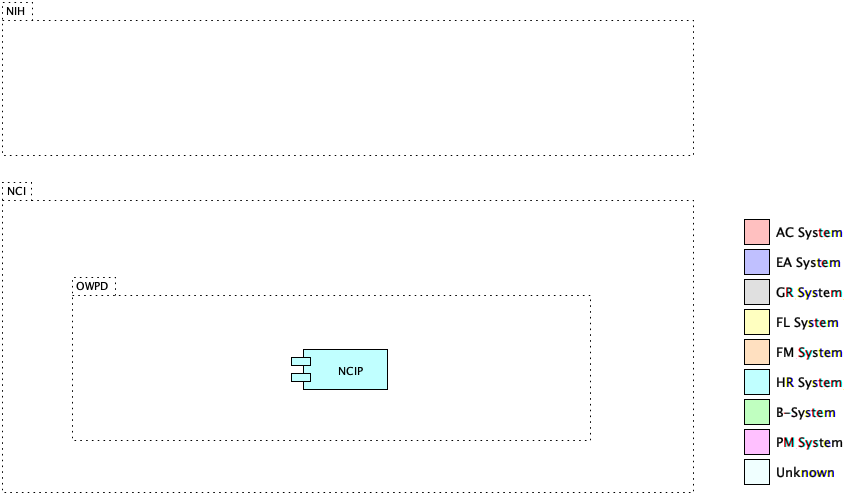 NIH
NCI
OWPD
NCIP
AC System
EA System
GR System
FL System
FM System
HR System
B-System
PM System
Unknown